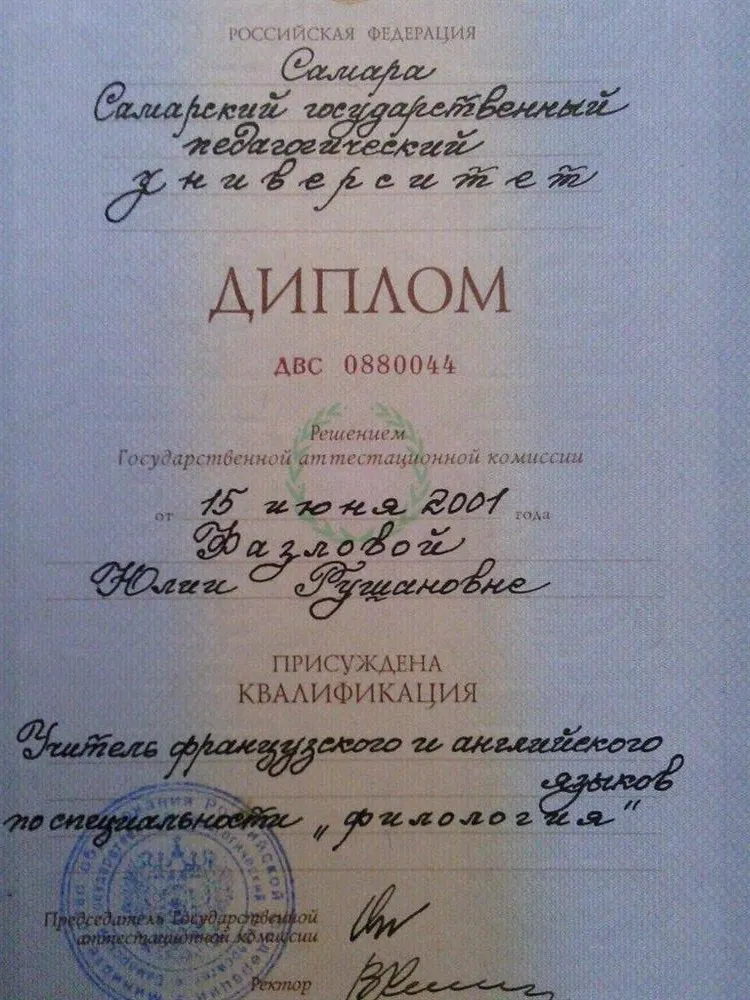 РОССИЙСКАЯ ФЕДЕРАЦИЯ
Самара
Самарский государственный
педагогический
университет
ДИПЛОМ
ДВС 0880044
Решением
Государственной аттестационной комиссии
от 15 июня 2001 года
Фазловой
Юлии Рушановне
ПРИСУЖДЕНА
КВАЛИФИКАЦИЯ
Учитель французского и английского
языков
по специальности „филология"
Председатель Государственной
аттестационной комиссии
Ректор